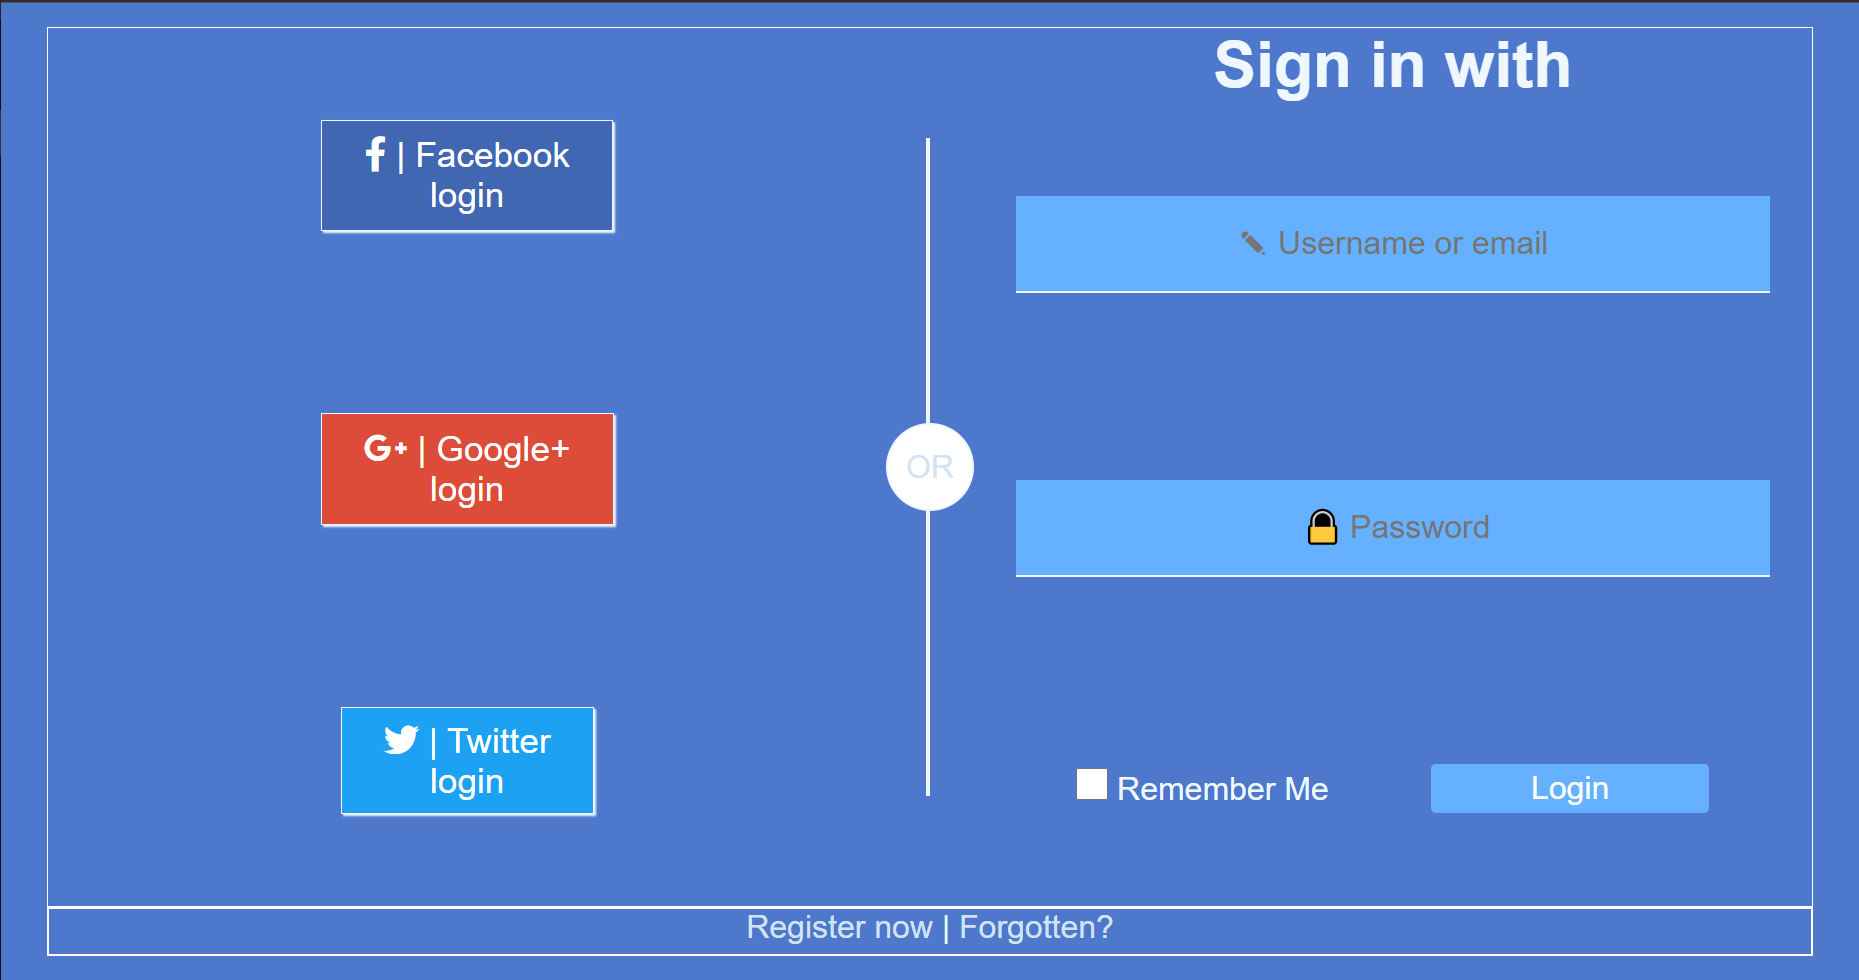 Sign in with
| Facebook
login
G+ | Google+
login
| Twitter
login
OR
Username or email
Password
Remember Me
Login
Register now | Forgotten?